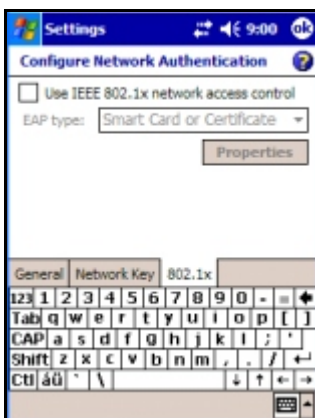 Settings 9:00 ok
Configure Network Authentication ?
Use IEEE 802.1x network access control
EAP type: Smart Card or Certificate
Properties
General Network Key 802.1x
123 1 2 3 4 5 6 7 8 9 0 - =
Tab q w e r t y u i o p [ ]
CAP a s d f g h j k l ; '
Shift z x c v b n m , . /
Ctl áü ` \